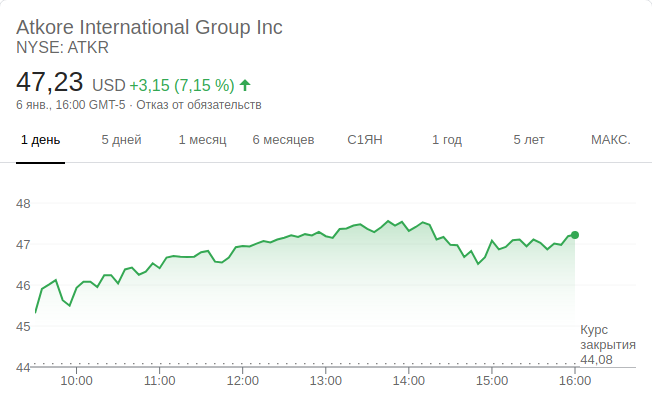 Atkore International Group Inc
NYSE: ATKR
47,23 USD +3,15 (7,15 %)
6 янв., 16:00 GMT-5 · Отказ от обязательств
1 день 5 дней 1 месяц 6 месяцев С1ЯН 1 год 5 лет МАКС.
48
47
46
45
44
Курс
закрытия
44,08
10:00 11:00 12:00 13:00 14:00 15:00 16:00